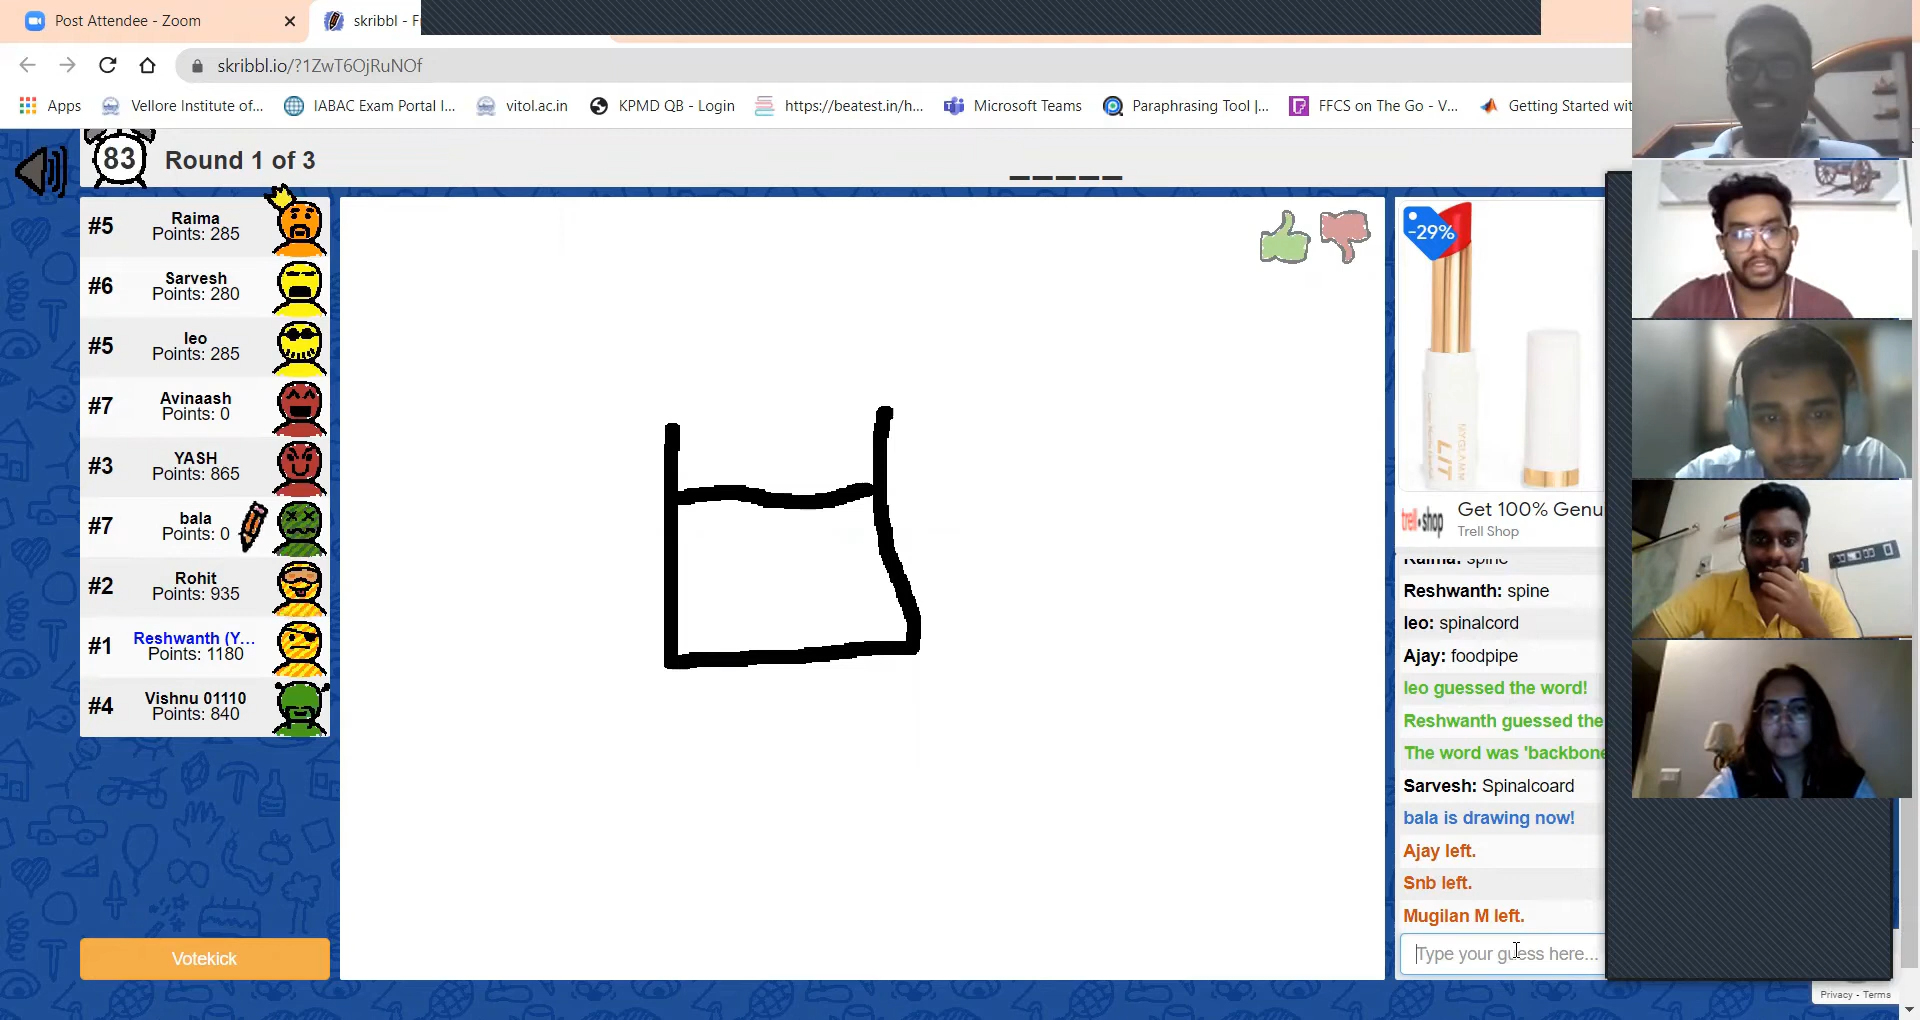 Post Attendee - Zoom
skribbl - F
skribbl.io/?1ZwT6OjRuNOf
Apps
Vellore Institute of...
IABAC Exam Portal I...
vitol.ac.in
KPMD QB - Login
https://beatest.in/h...
Microsoft Teams
Paraphrasing Tool |...
FFCS on The Go - V...
Getting Started wit
83
Round 1 of 3
_ _ _ _ _
#5
Raima
Points: 285
#6
Sarvesh
Points: 280
#5
leo
Points: 285
#7
Avinaash
Points: 0
#3
YASH
Points: 865
#7
bala
Points: 0
#2
Rohit
Points: 935
#1
Reshwanth (Y...
Points: 1180
#4
Vishnu 01110
Points: 840
Votekick
-29%
LIT
trell shop
Get 100% Genu
Trell Shop
Raima: spine
Reshwanth: spine
leo: spinalcord
Ajay: foodpipe
leo guessed the word!
Reshwanth guessed the
The word was 'backbone
Sarvesh: Spinalcoard
bala is drawing now!
Ajay left.
Snb left.
Mugilan M left.
Type your guess here...
Privacy - Terms